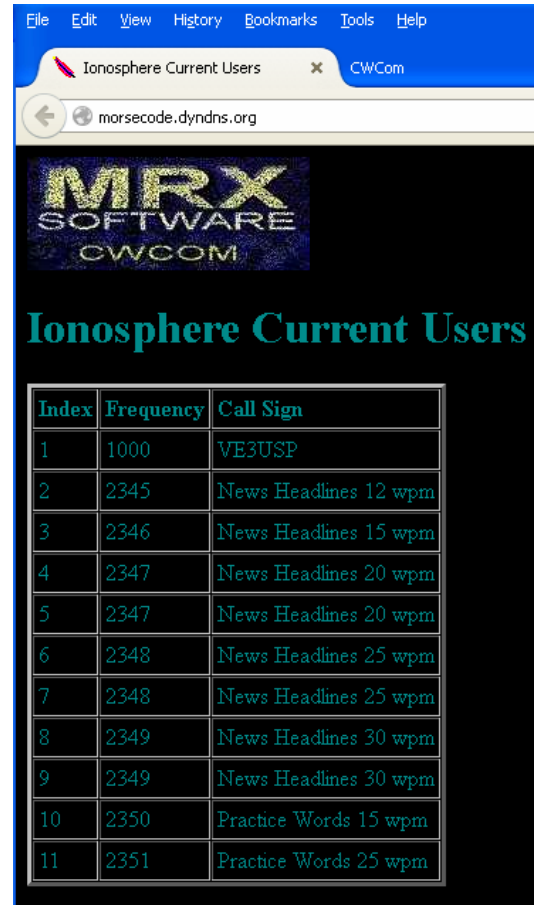 File Edit View History Bookmarks Tools Help
Ionosphere Current Users × CWCom
morsecode.dyndns.org
MRX
SOFTWARE
CWCOM
Ionosphere Current Users
Index Frequency Call Sign
1 1000 VE3USP
2 2345 News Headlines 12 wpm
3 2346 News Headlines 15 wpm
4 2347 News Headlines 20 wpm
5 2347 News Headlines 20 wpm
6 2348 News Headlines 25 wpm
7 2348 News Headlines 25 wpm
8 2349 News Headlines 30 wpm
9 2349 News Headlines 30 wpm
10 2350 Practice Words 15 wpm
11 2351 Practice Words 25 wpm